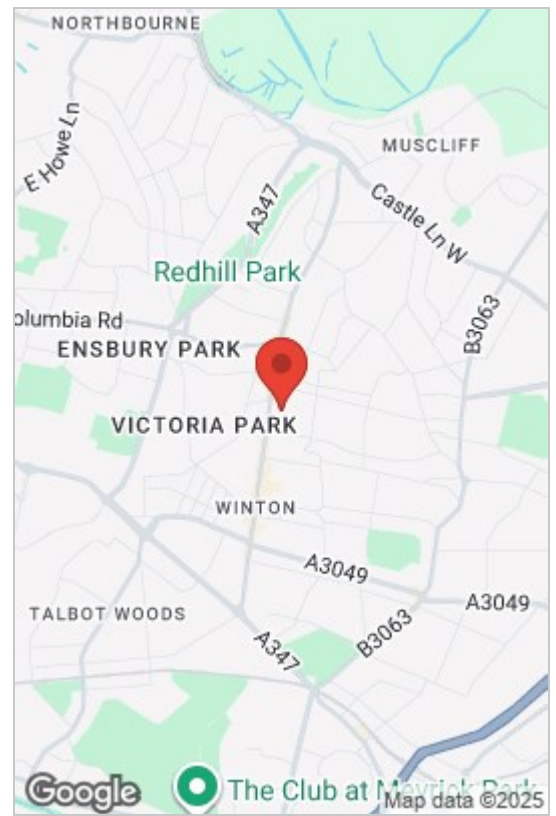 NORTHBOURNE
MUSCLIFF
E Howe Ln
A347
Castle Ln W
Redhill Park
B3063
olumbia Rd
ENSBURY PARK
VICTORIA PARK
WINTON
A3049
A3049
TALBOT WOODS
A347
B3063
Google
The Club at Meyrick Park
Map data ©2025